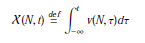 X(N, t) ≝ ∫_{-∞}^{t} v(N, τ)dτ